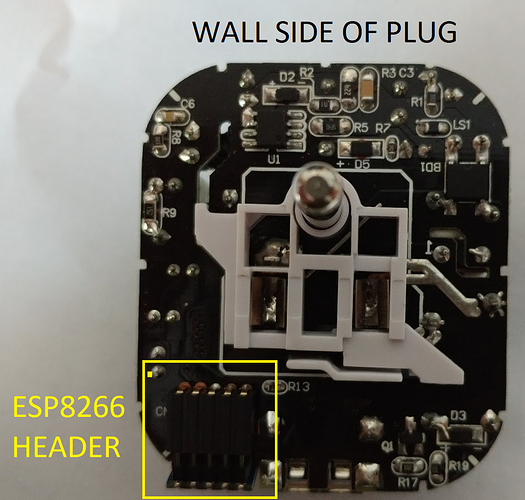 WALL SIDE OF PLUG
R2
D2
R3 C3
C6
R1
R5
R7
LS1
R8
U1
+ D5
BD1
R9
1
ESP8266
HEADER
R13
D3
Q1
R17
R19